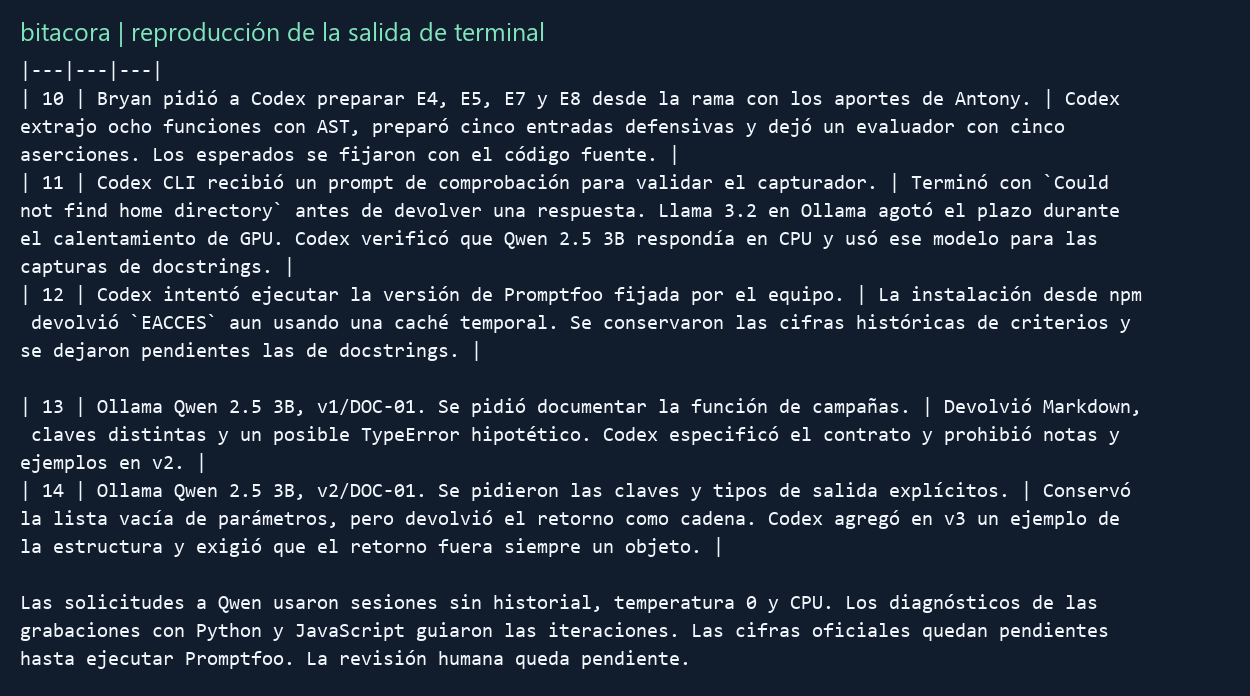 bitacora | reproducción de la salida de terminal
|---|---|---|
| 10 | Bryan pidió a Codex preparar E4, E5, E7 y E8 desde la rama con los aportes de Antony. | Codex
extrajo ocho funciones con AST, preparó cinco entradas defensivas y dejó un evaluador con cinco
aserciones. Los esperados se fijaron con el código fuente. |
| 11 | Codex CLI recibió un prompt de comprobación para validar el capturador. | Terminó con `Could
not find home directory` antes de devolver una respuesta. Llama 3.2 en Ollama agotó el plazo durante
el calentamiento de GPU. Codex verificó que Qwen 2.5 3B respondía en CPU y usó ese modelo para las
capturas de docstrings. |
| 12 | Codex intentó ejecutar la versión de Promptfoo fijada por el equipo. | La instalación desde npm
devolvió `EACCES` aun usando una caché temporal. Se conservaron las cifras históricas de criterios y
se dejaron pendientes las de docstrings. |
| 13 | Ollama Qwen 2.5 3B, v1/DOC-01. Se pidió documentar la función de campañas. | Devolvió Markdown,
claves distintas y un posible TypeError hipotético. Codex especificó el contrato y prohibió notas y
ejemplos en v2. |
| 14 | Ollama Qwen 2.5 3B, v2/DOC-01. Se pidieron las claves y tipos de salida explícitos. | Conservó
la lista vacía de parámetros, pero devolvió el retorno como cadena. Codex agregó en v3 un ejemplo de
la estructura y exigió que el retorno fuera siempre un objeto. |
Las solicitudes a Qwen usaron sesiones sin historial, temperatura 0 y CPU. Los diagnósticos de las
grabaciones con Python y JavaScript guiaron las iteraciones. Las cifras oficiales quedan pendientes
hasta ejecutar Promptfoo. La revisión humana queda pendiente.